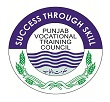 SUCCESS THROUGH SKILL
PUNJAB
VOCATIONAL
TRAINING
COUNCIL